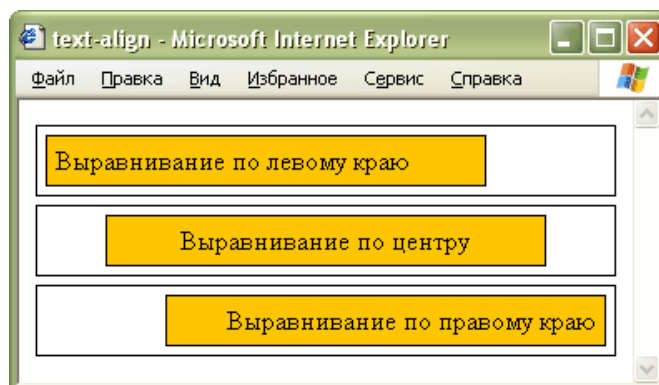 text-align - Microsoft Internet Explorer
Файл Правка Вид Избранное Сервис Справка
Выравнивание по левому краю
Выравнивание по центру
Выравнивание по правому краю